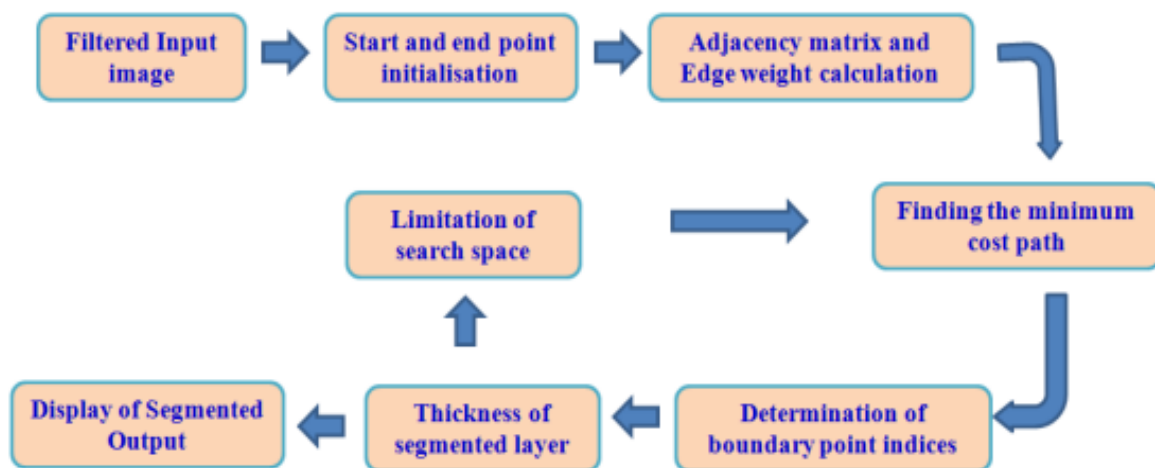 Filtered Input
image
Start and end point
initialisation
Adjacency matrix and
Edge weight calculation
Limitation of
search space
Finding the minimum
cost path
Display of Segmented
Output
Thickness of
segmented layer
Determination of
boundary point indices